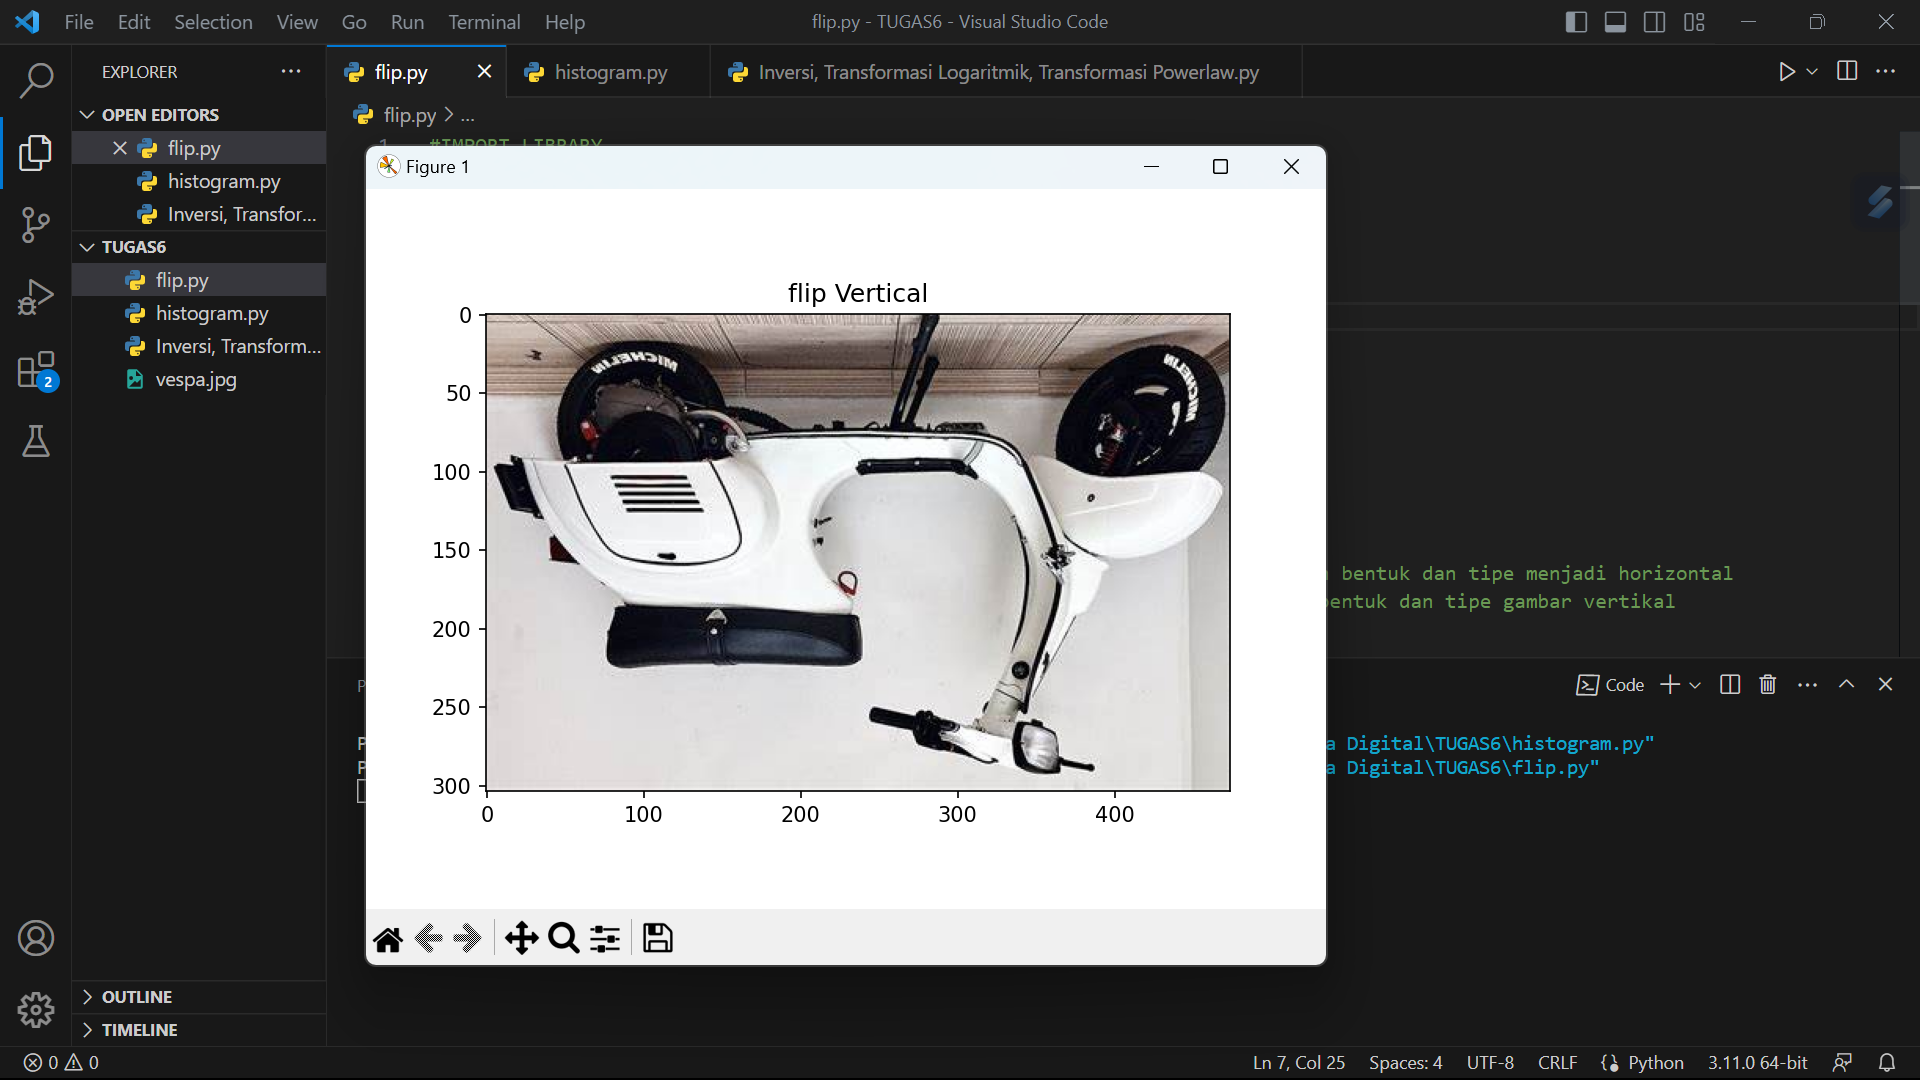 File Edit Selection View Go Run Terminal Help
flip.py - TUGAS6 - Visual Studio Code
EXPLORER
OPEN EDITORS
flip.py
histogram.py
Inversi, Transfor...
TUGAS6
flip.py
histogram.py
Inversi, Transform...
vespa.jpg
2
OUTLINE
TIMELINE
flip.py
histogram.py
Inversi, Transformasi Logaritmik, Transformasi Powerlaw.py
flip.py > ...
1 #IMPORT LIBRARY
Figure 1
flip Vertical
0
50
100
150
200
250
300
0 100 200 300 400
MICHELIN
MICHELIN
bentuk dan tipe menjadi horizontal
entuk dan tipe gambar vertikal
Code
a Digital\TUGAS6\histogram.py"
a Digital\TUGAS6\flip.py"
0 0
Ln 7, Col 25 Spaces: 4 UTF-8 CRLF Python 3.11.0 64-bit